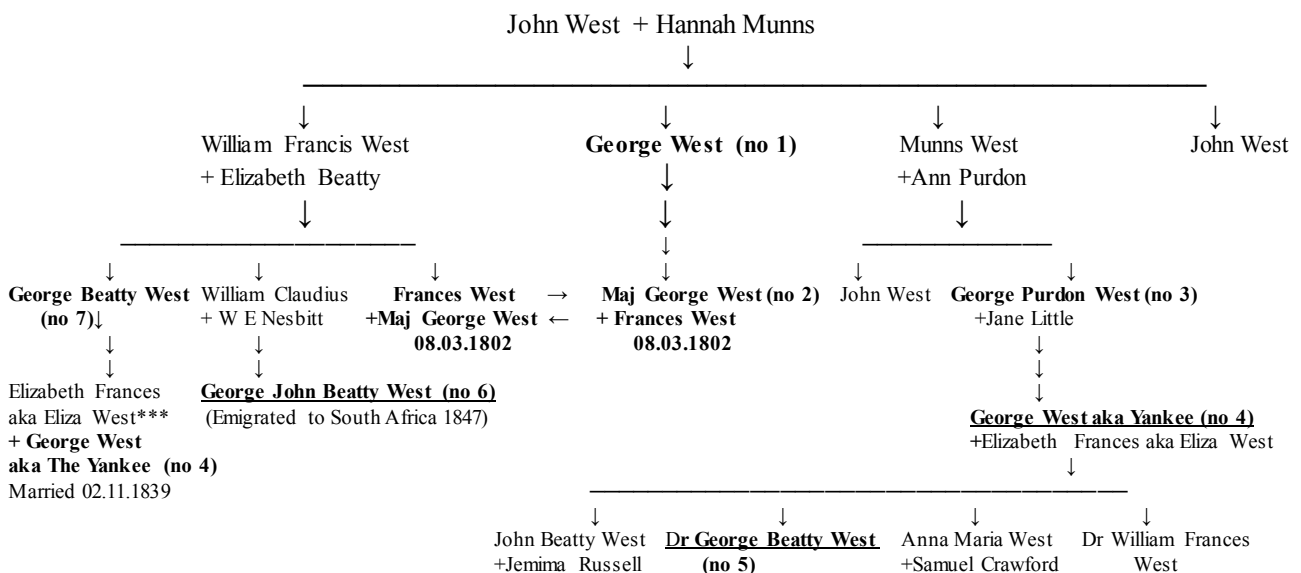 John West + Hannah Munns
↓
↓ ↓ ↓ ↓
William Francis West George West (no 1) Munns West John West
+ Elizabeth Beatty ↓ +Ann Purdon
↓ ↓ ↓
↓
↓ ↓ ↓ ↓ ↓ ↓
George Beatty West William Claudius Frances West → Maj George West (no 2) John West George Purdon West (no 3)
(no 7)↓ + W E Nesbitt +Maj George West ← + Frances West +Jane Little
↓ ↓ 08.03.1802 08.03.1802 ↓
↓ ↓ ↓
Elizabeth Frances George John Beatty West (no 6) ↓
aka Eliza West*** (Emigrated to South Africa 1847) George West aka Yankee (no 4)
+ George West +Elizabeth Frances aka Eliza West
aka The Yankee (no 4) ↓
Married 02.11.1839
↓ ↓ ↓ ↓
John Beatty West Dr George Beatty West Anna Maria West Dr William Frances
+Jemima Russell (no 5) +Samuel Crawford West